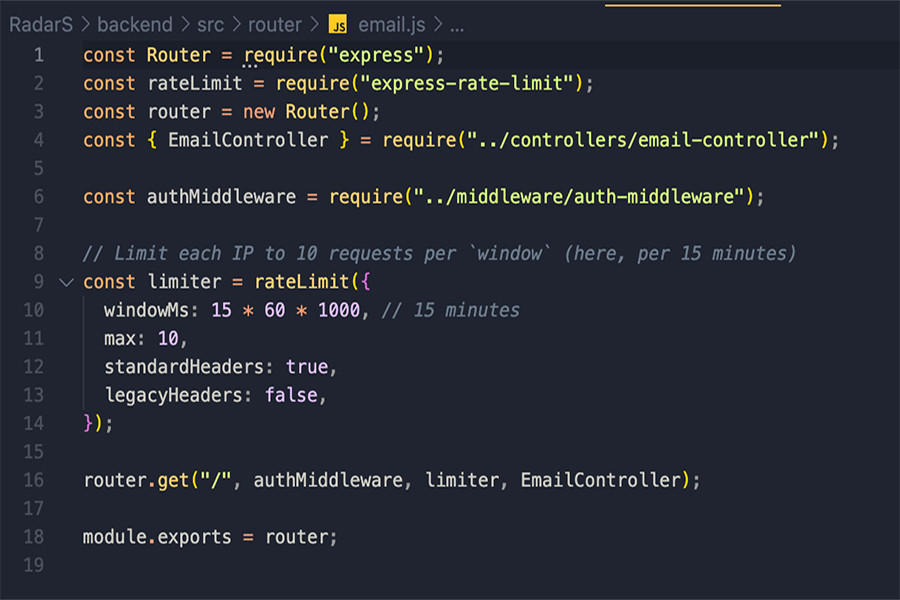 RadarS > backend > src > router > JS email.js > ...
1 const Router = require("express");
2 const rateLimit = require("express-rate-limit");
3 const router = new Router();
4 const { EmailController } = require("../controllers/email-controller");
5
6 const authMiddleware = require("../middleware/auth-middleware");
7
8 // Limit each IP to 10 requests per `window` (here, per 15 minutes)
9 const limiter = rateLimit({
10   windowMs: 15 * 60 * 1000, // 15 minutes
11   max: 10,
12   standardHeaders: true,
13   legacyHeaders: false,
14 });
15
16 router.get("/", authMiddleware, limiter, EmailController);
17
18 module.exports = router;
19